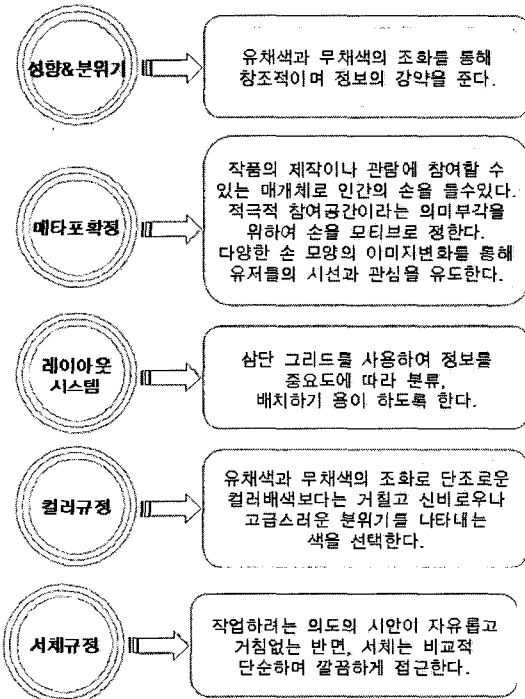 성향&분위기
유채색과 무채색의 조화를 통해
창조적이며 정보의 강약을 준다.
메타포확정
작품의 제작이나 관람에 참여할 수
있는 매개체로 인간의 손을 들수있다.
적극적 참여공간이라는 의미부각을
위하여 손을 모티브로 정한다.
다양한 손 모양의 이미지변화를 통해
유저들의 시선과 관심을 유도한다.
레이아웃
시스템
삼단 그리드를 사용하여 정보를
중요도에 따라 분류,
배치하기 용이 하도록 한다.
컬러규정
유채색과 무채색의 조화로 단조로운
컬러배색보다는 거칠고 신비로우나
고급스러운 분위기를 나타내는
색을 선택한다.
서체규정
작업하려는 의도의 시안이 자유롭고
거침없는 반면, 서체는 비교적
단순하며 깔끔하게 접근한다.